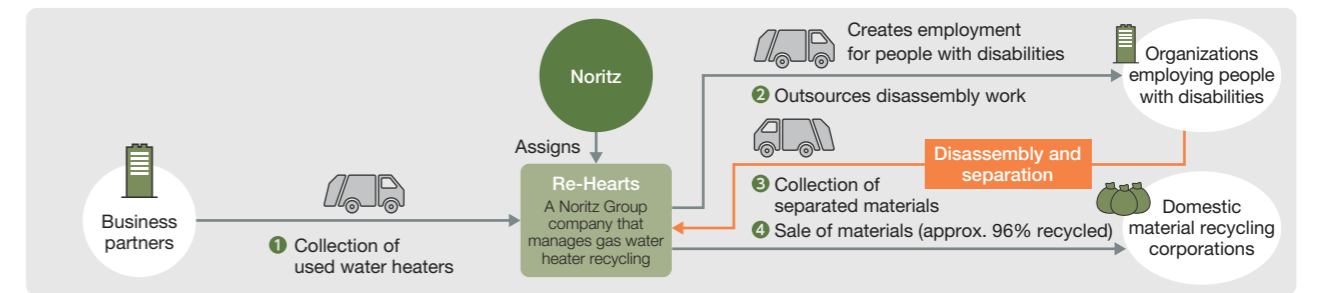 Business
partners
❶ Collection of
used water heaters
Noritz
Assigns
Re-Hearts
A Noritz Group
company that
manages gas water
heater recycling
Creates employment
for people with disabilities
❷ Outsources disassembly work
Organizations
employing people
with disabilities
Disassembly and
separation
❸ Collection of
separated materials
❹ Sale of materials (approx. 96% recycled)
Domestic
material recycling
corporations